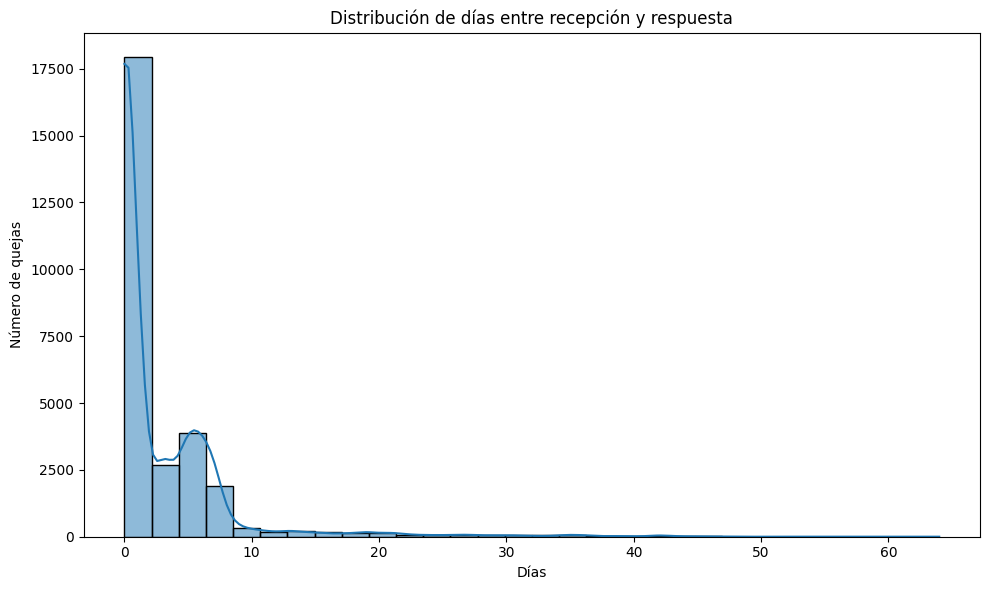 Distribución de días entre recepción y respuesta
Número de quejas
17500
15000
12500
10000
7500
5000
2500
0
0 10 20 30 40 50 60
Días